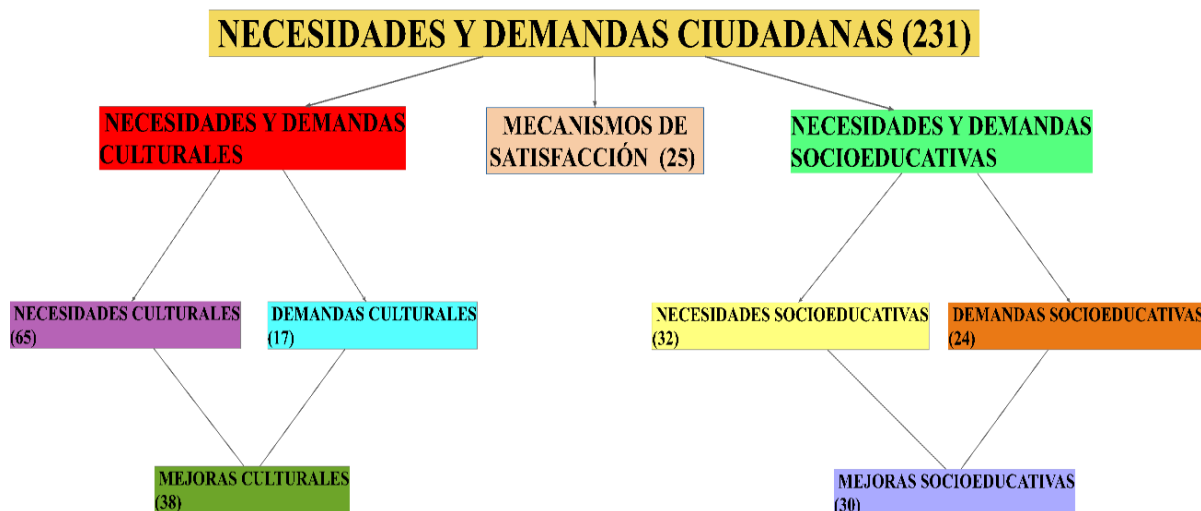 NECESIDADES Y DEMANDAS CIUDADANAS (231)
NECESIDADES Y DEMANDAS
CULTURALES
MECANISMOS DE
SATISFACCIÓN (25)
NECESIDADES Y DEMANDAS
SOCIOEDUCATIVAS
NECESIDADES CULTURALES
(65)
DEMANDAS CULTURALES
(17)
NECESIDADES SOCIOEDUCATIVAS
(32)
DEMANDAS SOCIOEDUCATIVAS
(24)
MEJORAS CULTURALES
(38)
MEJORAS SOCIOEDUCATIVAS
(30)